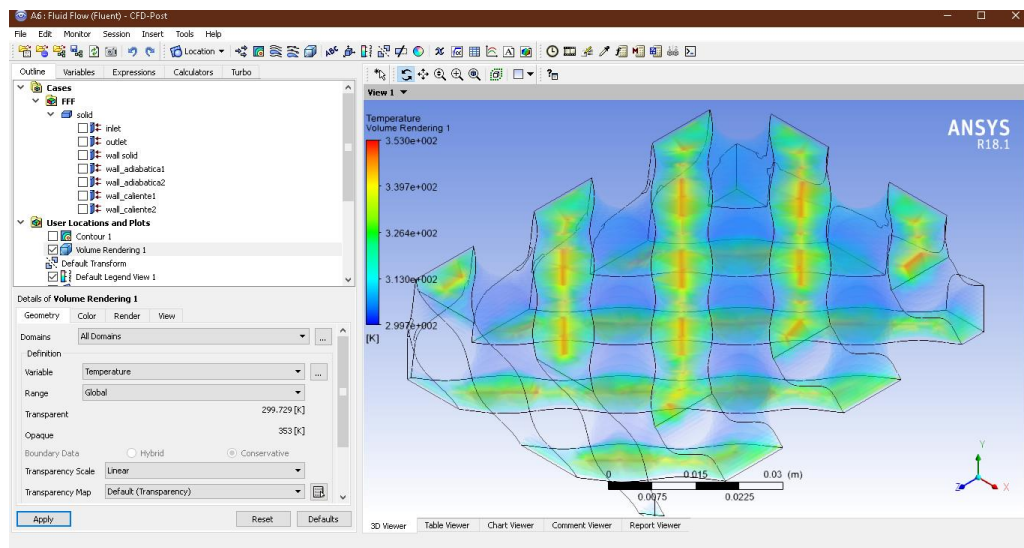 A6 : Fluid Flow (Fluent) - CFD-Post
File Edit Monitor Session Insert Tools Help
Location
Outline Variables Expressions Calculators Turbo
Cases
FFF
solid
inlet
outlet
wall solid
wall_adiabatica1
wall_adiabatica2
wall_caliente1
wall_caliente2
User Locations and Plots
Contour 1
Volume Rendering 1
Default Transform
Default Legend View 1
Details of Volume Rendering 1
Geometry Color Render View
Domains All Domains ...
Definition
Variable Temperature ...
Range Global
Transparent 299.729 [K]
Opaque 353 [K]
Boundary Data Hybrid Conservative
Transparency Scale Linear
Transparency Map Default (Transparency)
Apply Reset Defaults
View 1
Temperature
Volume Rendering 1
3.530e+002
3.397e+002
3.264e+002
3.130e+002
2.997e+002
[K]
ANSYS
R18.1
0 0.015 0.03 (m)
0.0075 0.0225
Y
Z X
3D Viewer Table Viewer Chart Viewer Comment Viewer Report Viewer